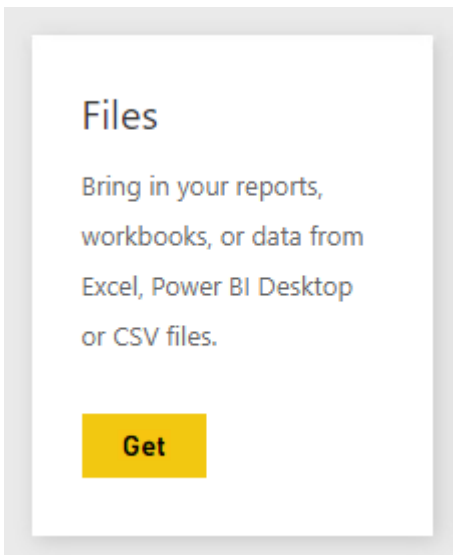 Files
Bring in your reports,
workbooks, or data from
Excel, Power BI Desktop
or CSV files.
Get